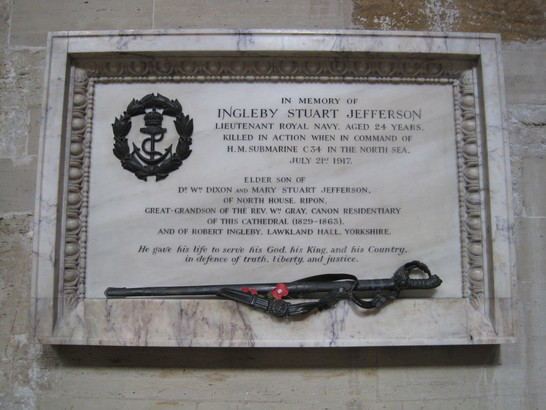 IN MEMORY OF
INGLEBY STUART JEFFERSON
LIEUTENANT ROYAL NAVY, AGED 24 YEARS,
KILLED IN ACTION WHEN IN COMMAND OF
H.M. SUBMARINE C34 IN THE NORTH SEA,
JULY 21ST 1917.
ELDER SON OF
DR. WM. DIXON AND MARY STUART JEFFERSON,
OF NORTH HOUSE, RIPON,
GREAT-GRANDSON OF THE REV. WM. GRAY, CANON RESIDENTIARY
OF THIS CATHEDRAL (1829-1863),
AND OF ROBERT INGLEBY, LAWKLAND HALL, YORKSHIRE.
He gave his life to serve his God, his King, and his Country,
in defence of truth, liberty, and justice.